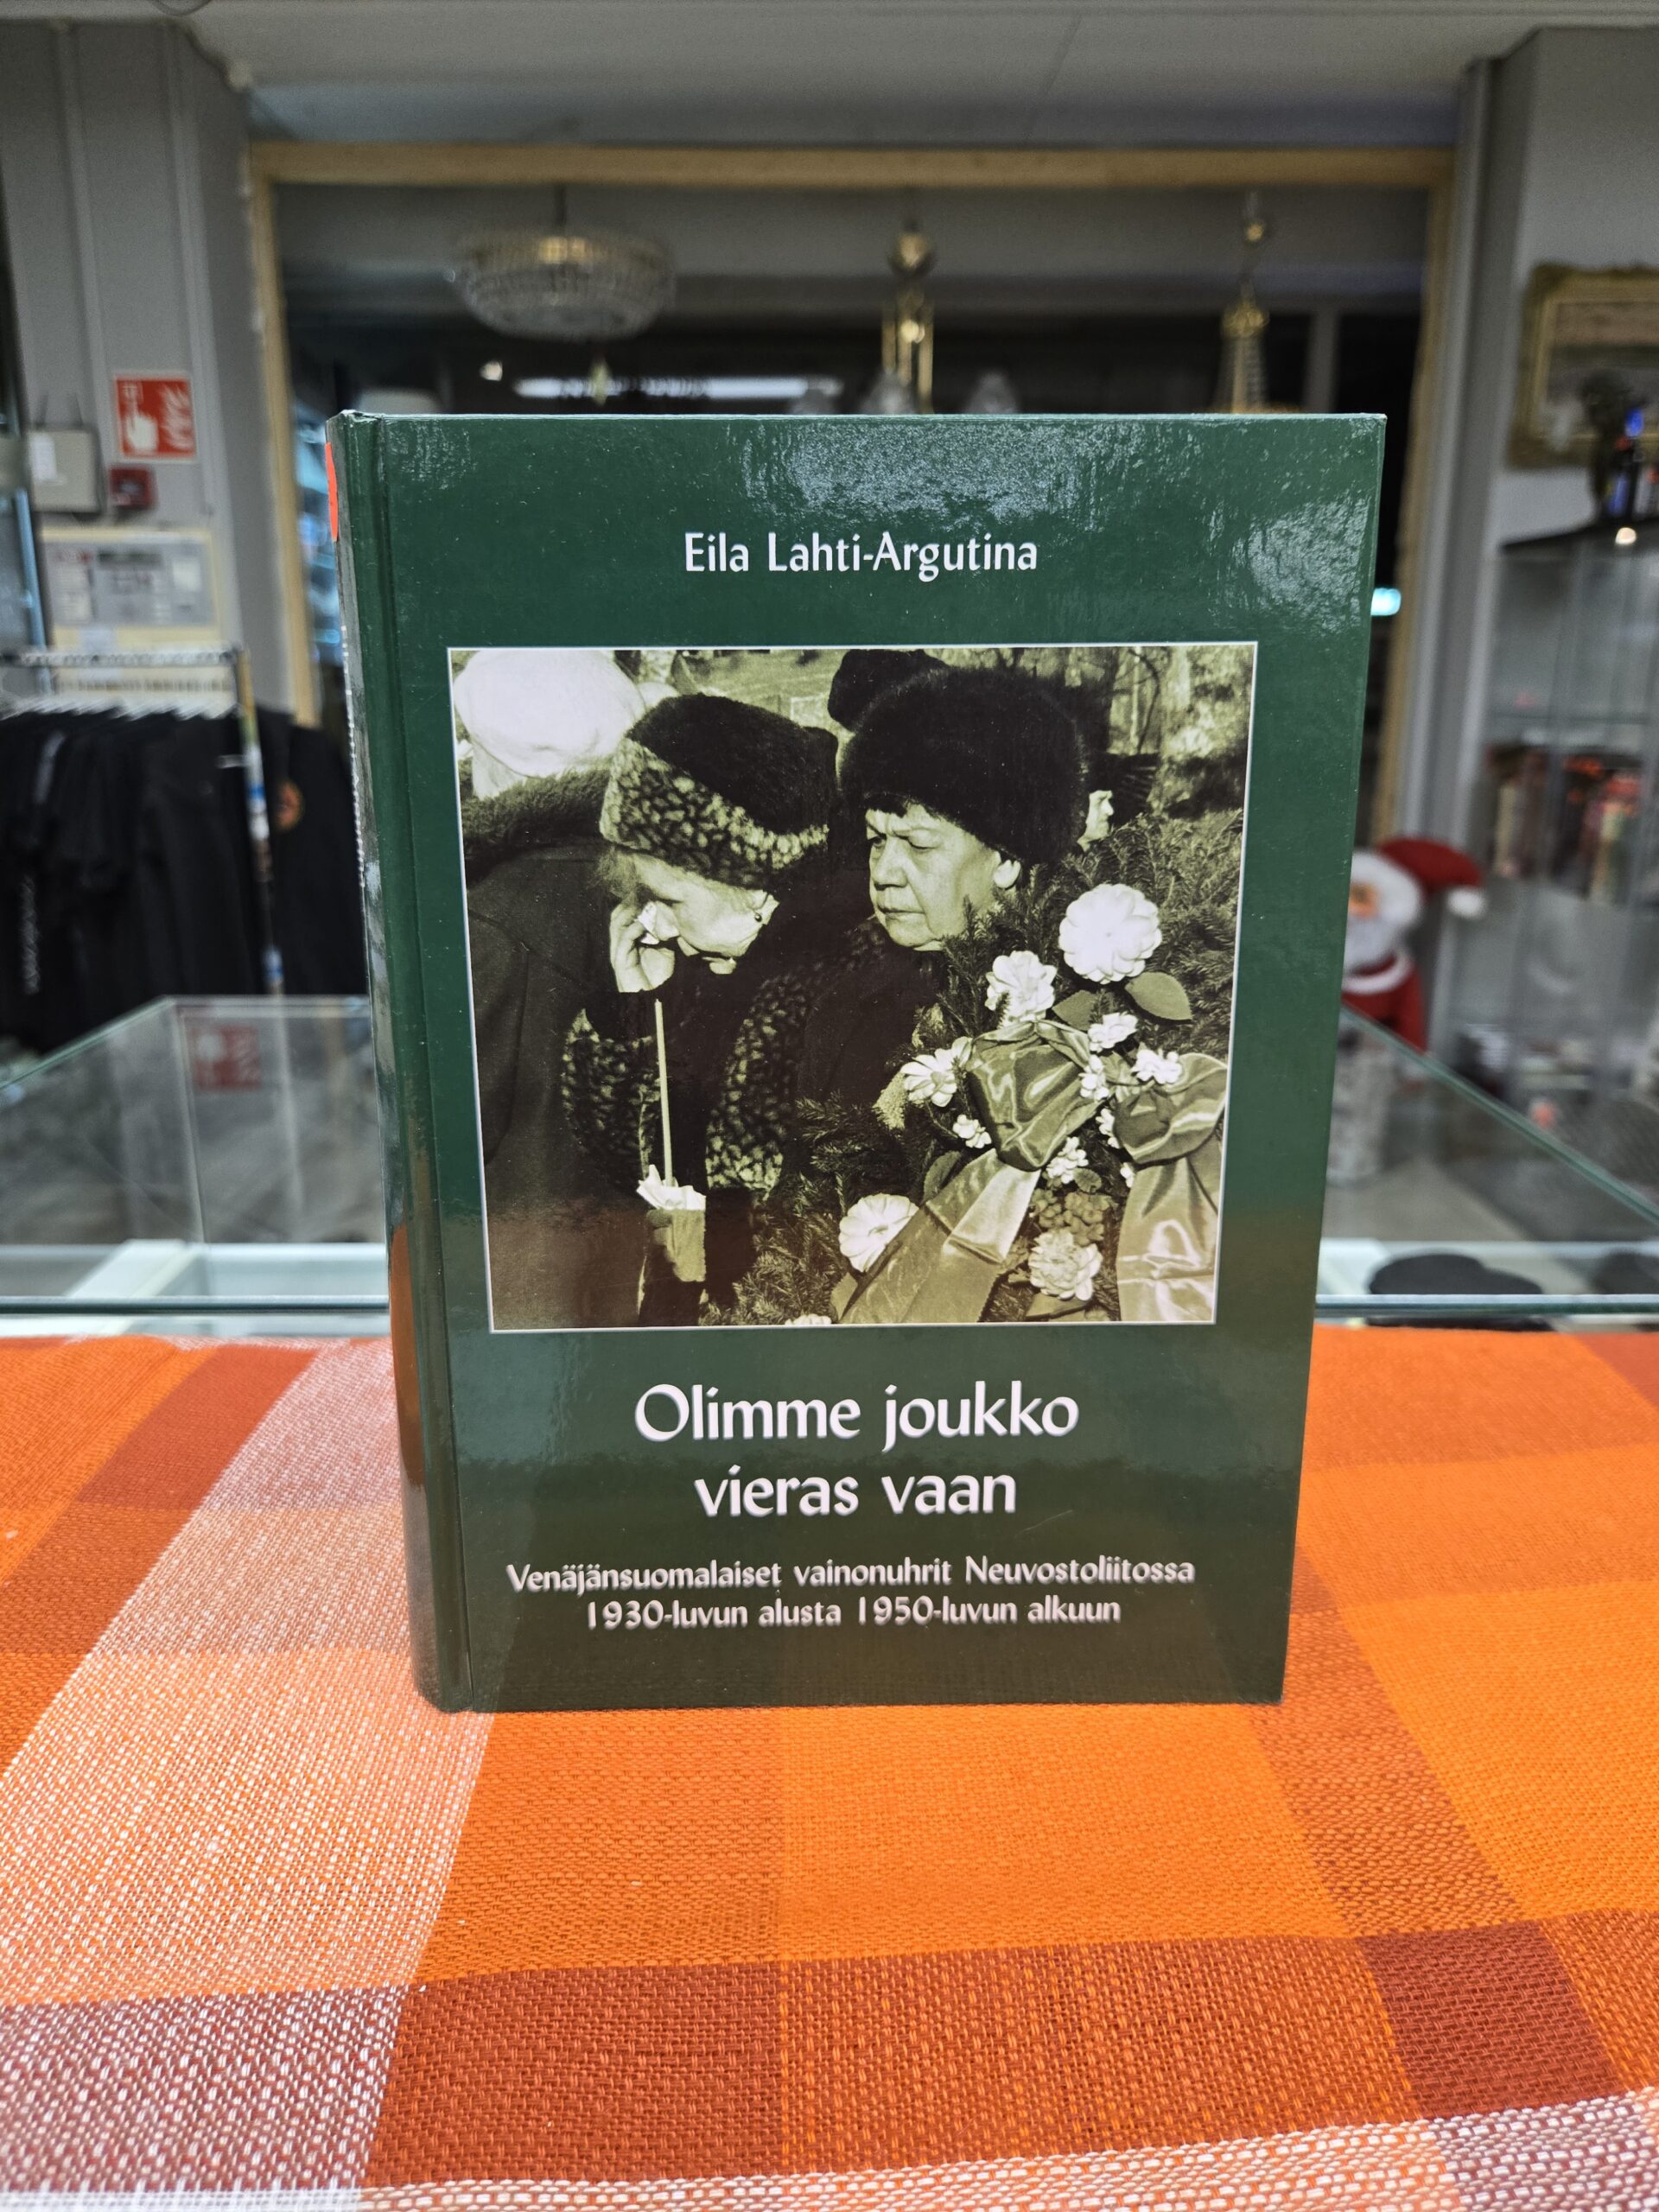 Eila Lahti-Argutina
Olimme joukko
vieras vaan
Venäjänsuomalaiset vainonuhrit Neuvostoliitossa
1930-luvun alusta 1950-luvun alkuun